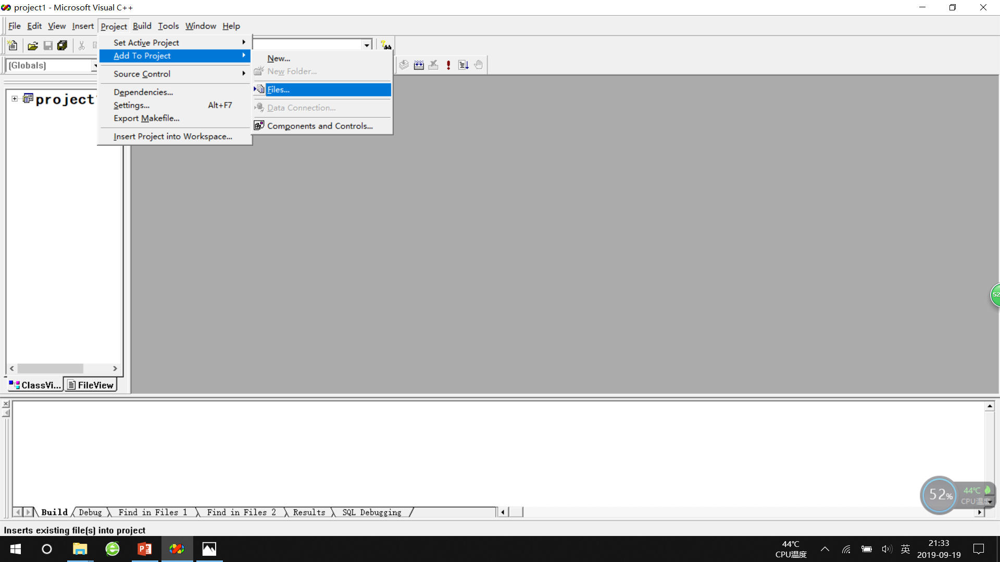 project1 - Microsoft Visual C++
File Edit View Insert Project Build Tools Window Help
(Globals)
Set Active Project
Add To Project
Source Control
Dependencies...
Settings... Alt+F7
Export Makefile...
Insert Project into Workspace...
New...
New Folder...
Files...
Data Connection...
Components and Controls...
project
ClassVi... FileView
52
52% 44℃
CPU温度
Build Debug Find in Files 1 Find in Files 2 Results SQL Debugging
Inserts existing file(s) into project
44℃
CPU温度
英
21:33
2019-09-19